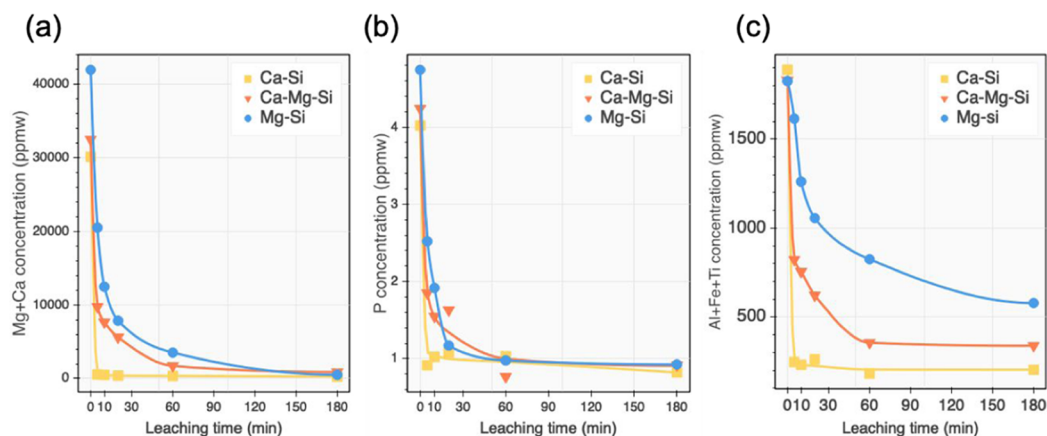 (a)
Mg+Ca concentration (ppmw)
40000
30000
20000
10000
0
Ca-Si
Ca-Mg-Si
Mg-Si
0 10 30 60 90 120 150 180
Leaching time (min)
(b)
P concentration (ppmw)
4
3
2
1
Ca-Si
Ca-Mg-Si
Mg-Si
0 10 30 60 90 120 150 180
Leaching time (min)
(c)
Al+Fe+Ti concentration (ppmw)
1500
1000
500
Ca-Si
Ca-Mg-Si
Mg-si
0 10 30 60 90 120 150 180
Leaching time (min)